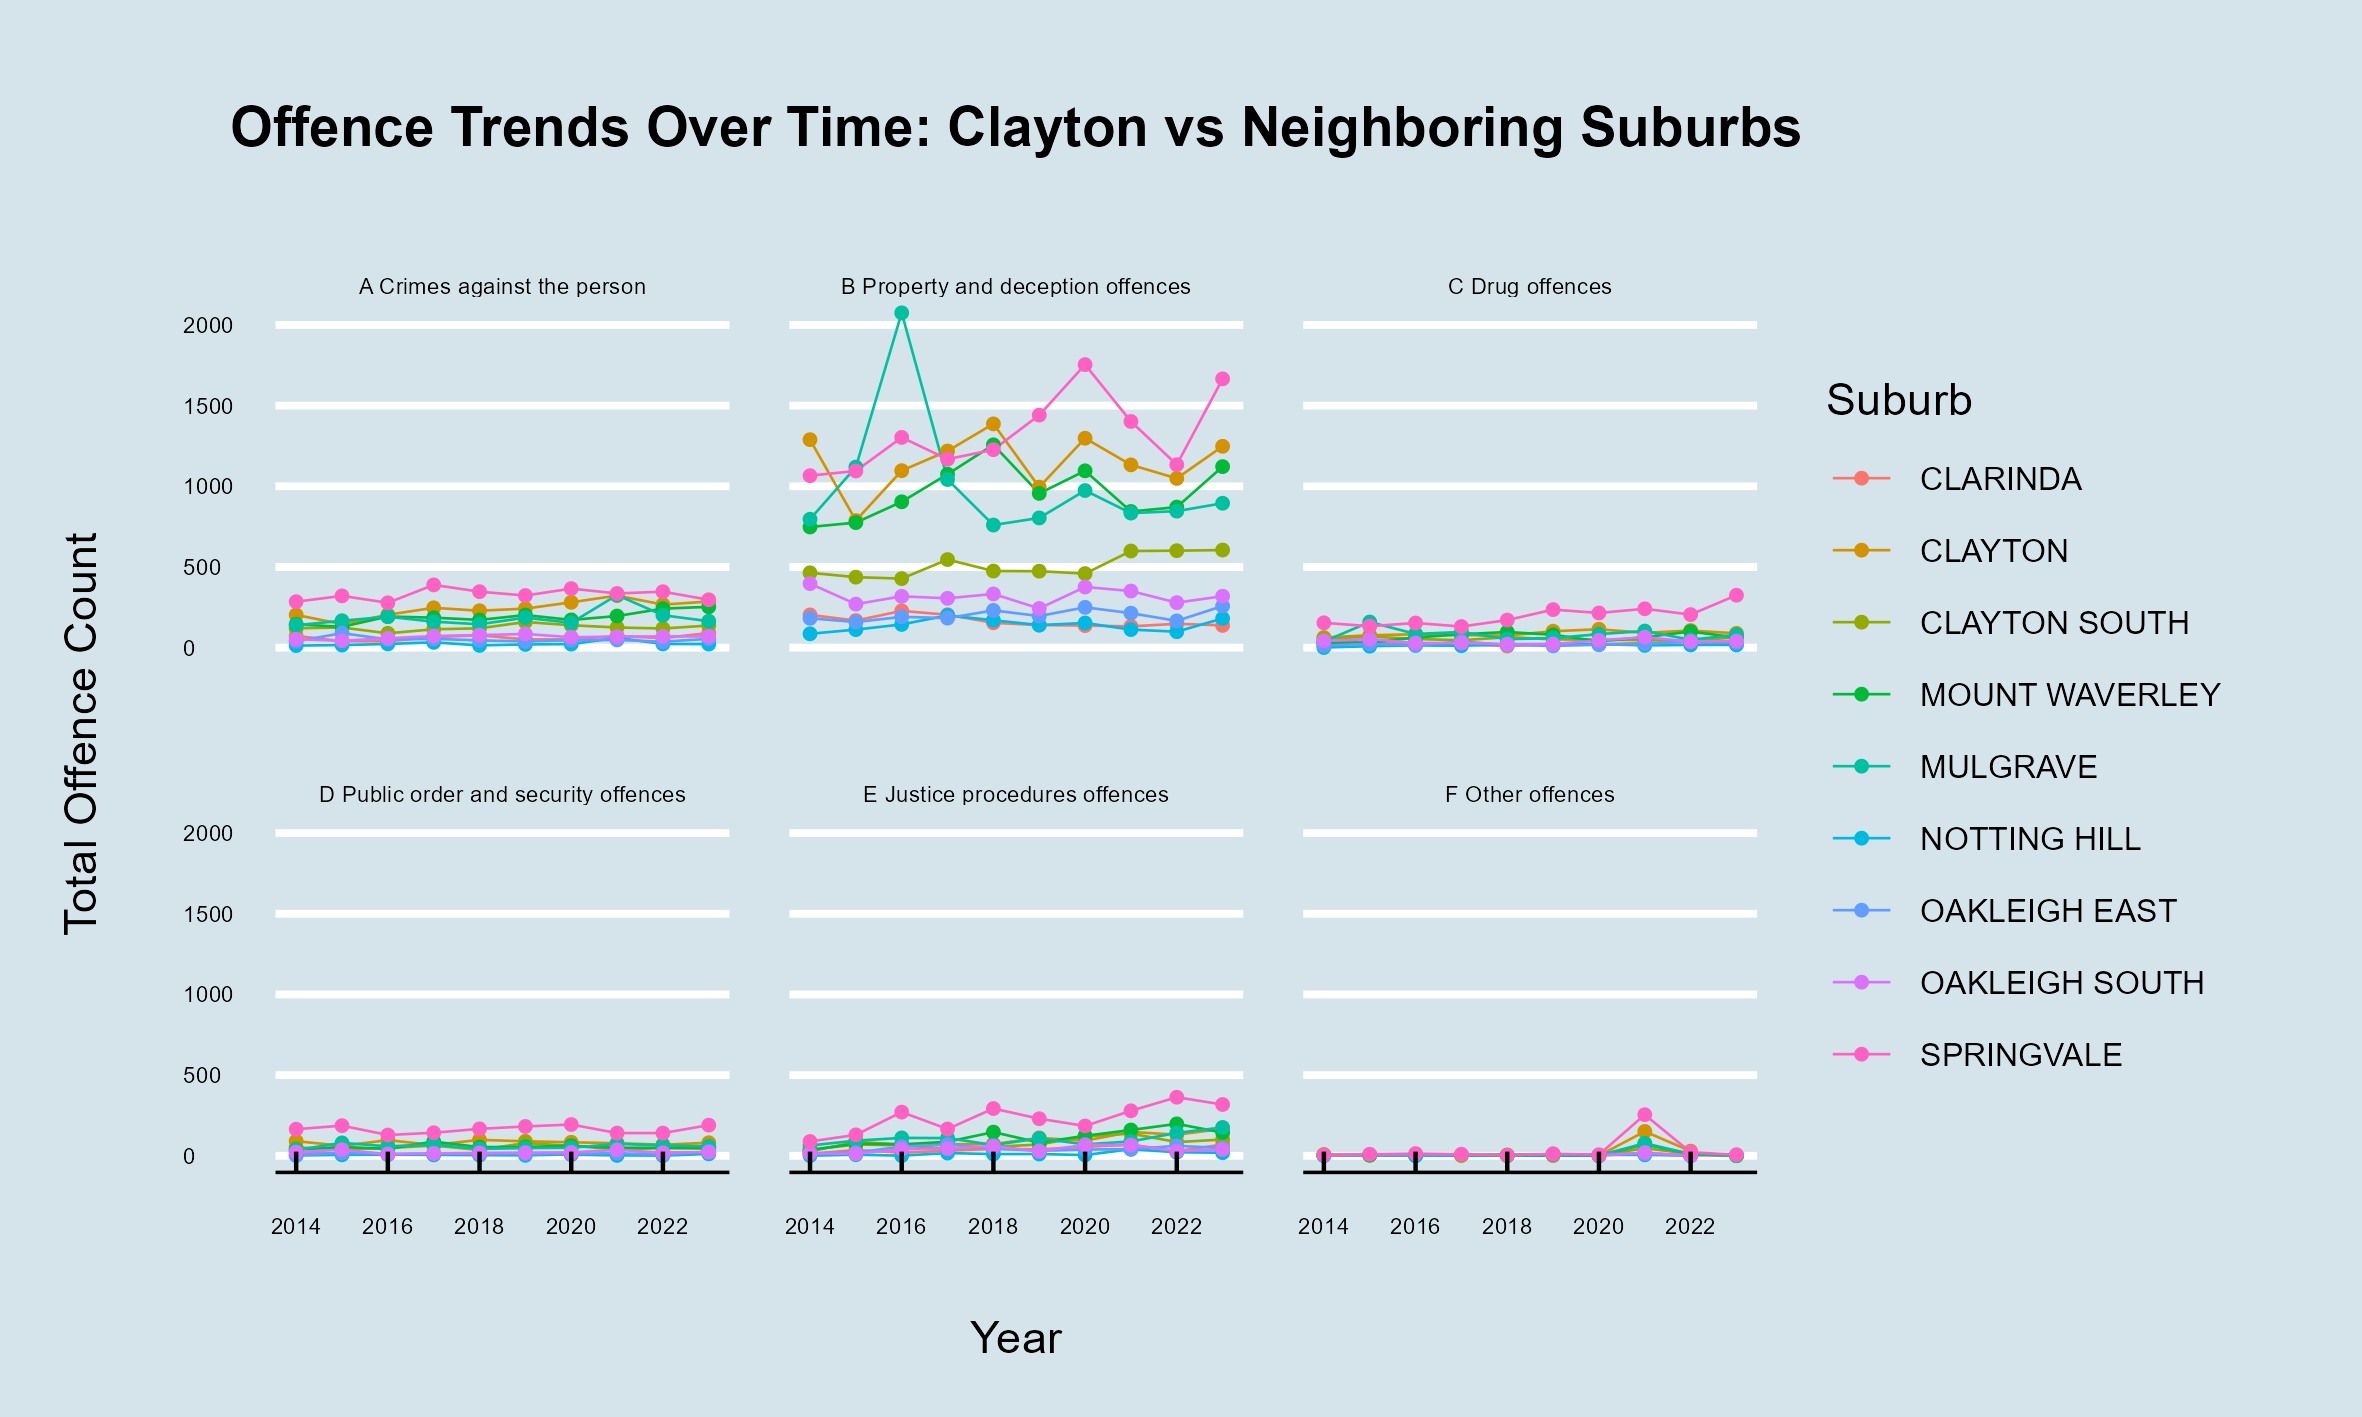 Offence Trends Over Time: Clayton vs Neighboring Suburbs
A Crimes against the person
B Property and deception offences
C Drug offences
2000
1500
1000
500
0
D Public order and security offences
E Justice procedures offences
F Other offences
2000
1500
1000
500
0
2014 2016 2018 2020 2022
2014 2016 2018 2020 2022
2014 2016 2018 2020 2022
Year
Total Offence Count
Suburb
CLARINDA
CLAYTON
CLAYTON SOUTH
MOUNT WAVERLEY
MULGRAVE
NOTTING HILL
OAKLEIGH EAST
OAKLEIGH SOUTH
SPRINGVALE